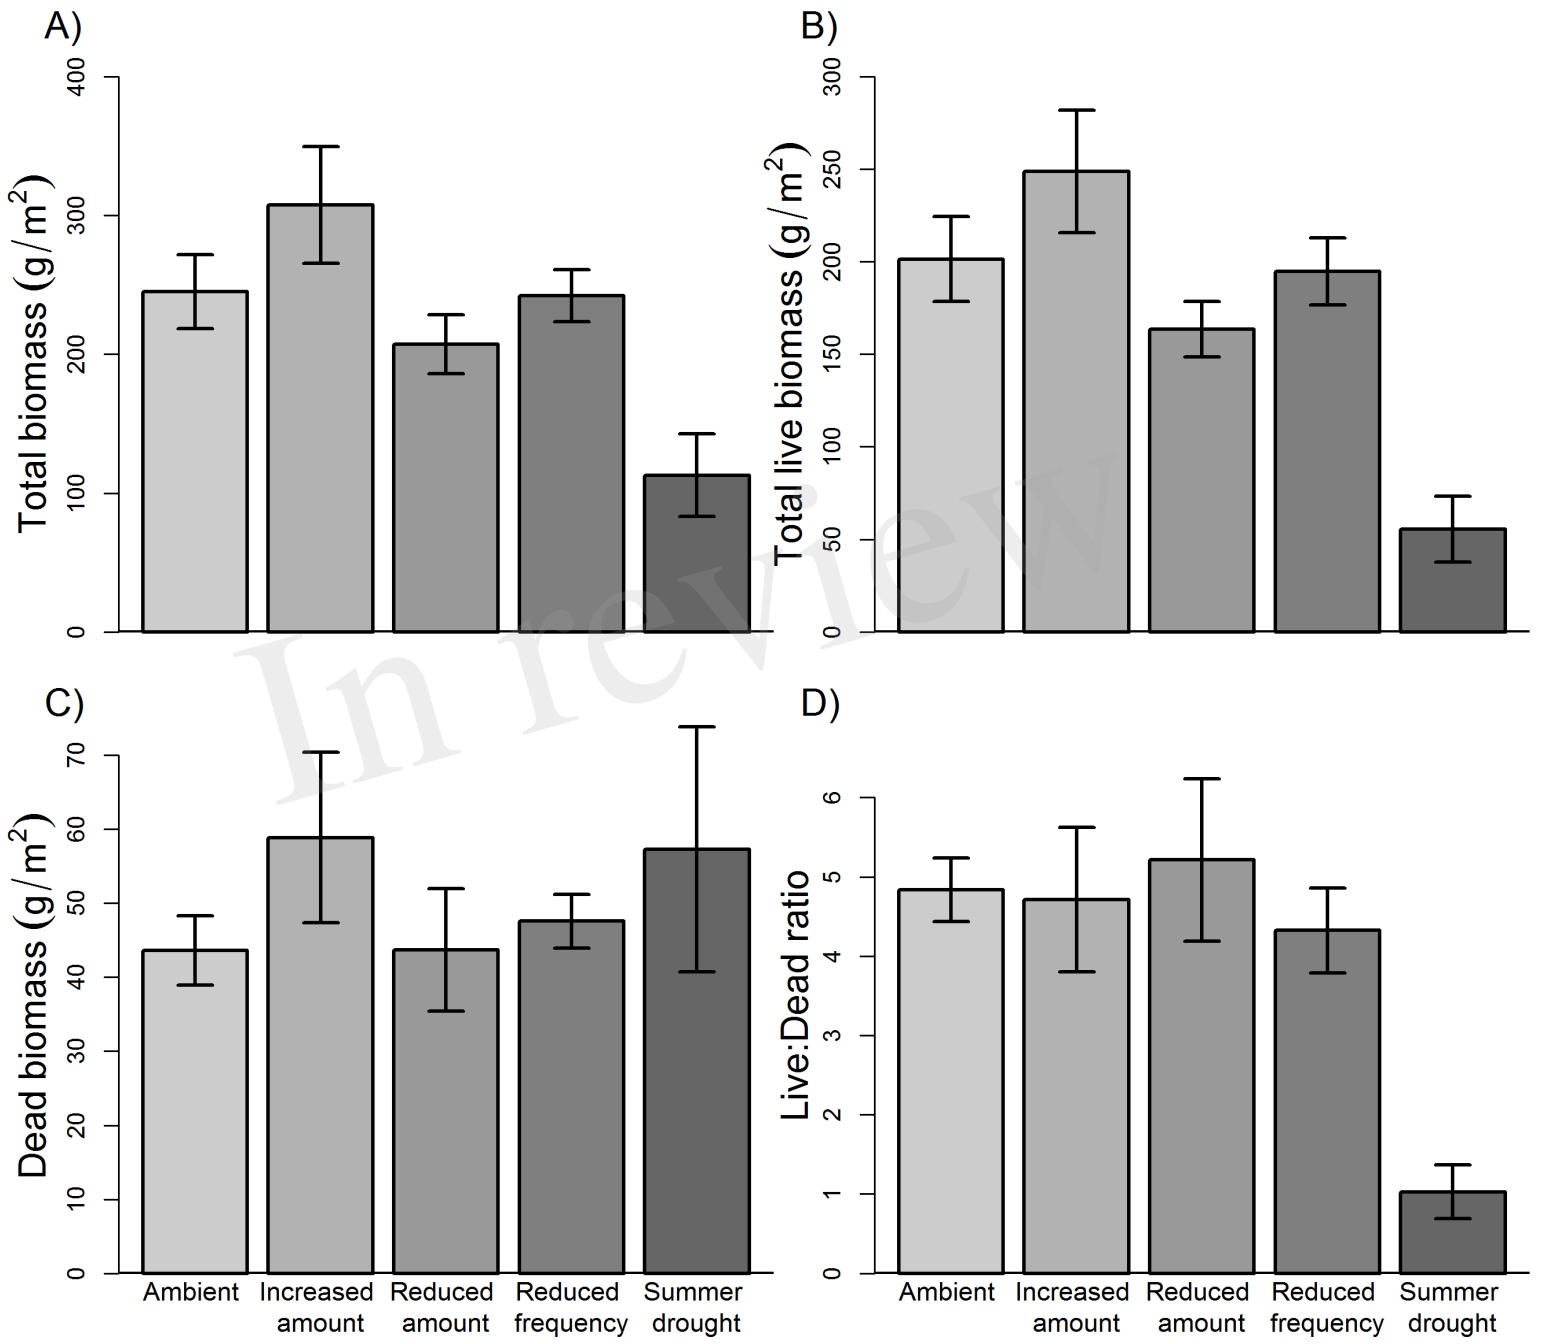 A)
Total biomass (g/m²)
400
300
200
100
0
B)
Total live biomass (g/m²)
300
250
200
150
100
50
0
In review
C)
Dead biomass (g/m²)
70
60
50
40
30
20
10
0
Ambient Increased Reduced Reduced Summer
amount amount frequency drought
D)
Live:Dead ratio
6
5
4
3
2
1
0
Ambient Increased Reduced Reduced Summer
amount amount frequency drought